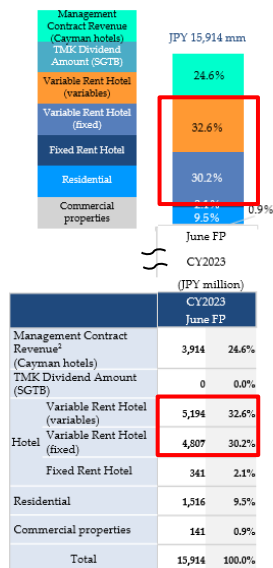 Management
Contract Revenue
(Cayman hotels)
TMK Dividend
Amount (SGTB)
Variable Rent Hotel
(variables)
Variable Rent Hotel
(fixed)
Fixed Rent Hotel
Residential
Commercial
properties
JPY 15,914 mm
24.6%
32.6%
30.2%
2.1%
9.5%
0.9%
June FP
CY2023
(JPY million)
CY2023
June FP
Management Contract
Revenue2
(Cayman hotels)
3,914 24.6%
TMK Dividend Amount
(SGTB)
0 0.0%
Hotel
Variable Rent Hotel
(variables)
5,194 32.6%
Variable Rent Hotel
(fixed)
4,807 30.2%
Fixed Rent Hotel 341 2.1%
Residential 1,516 9.5%
Commercial properties 141 0.9%
Total 15,914 100.0%